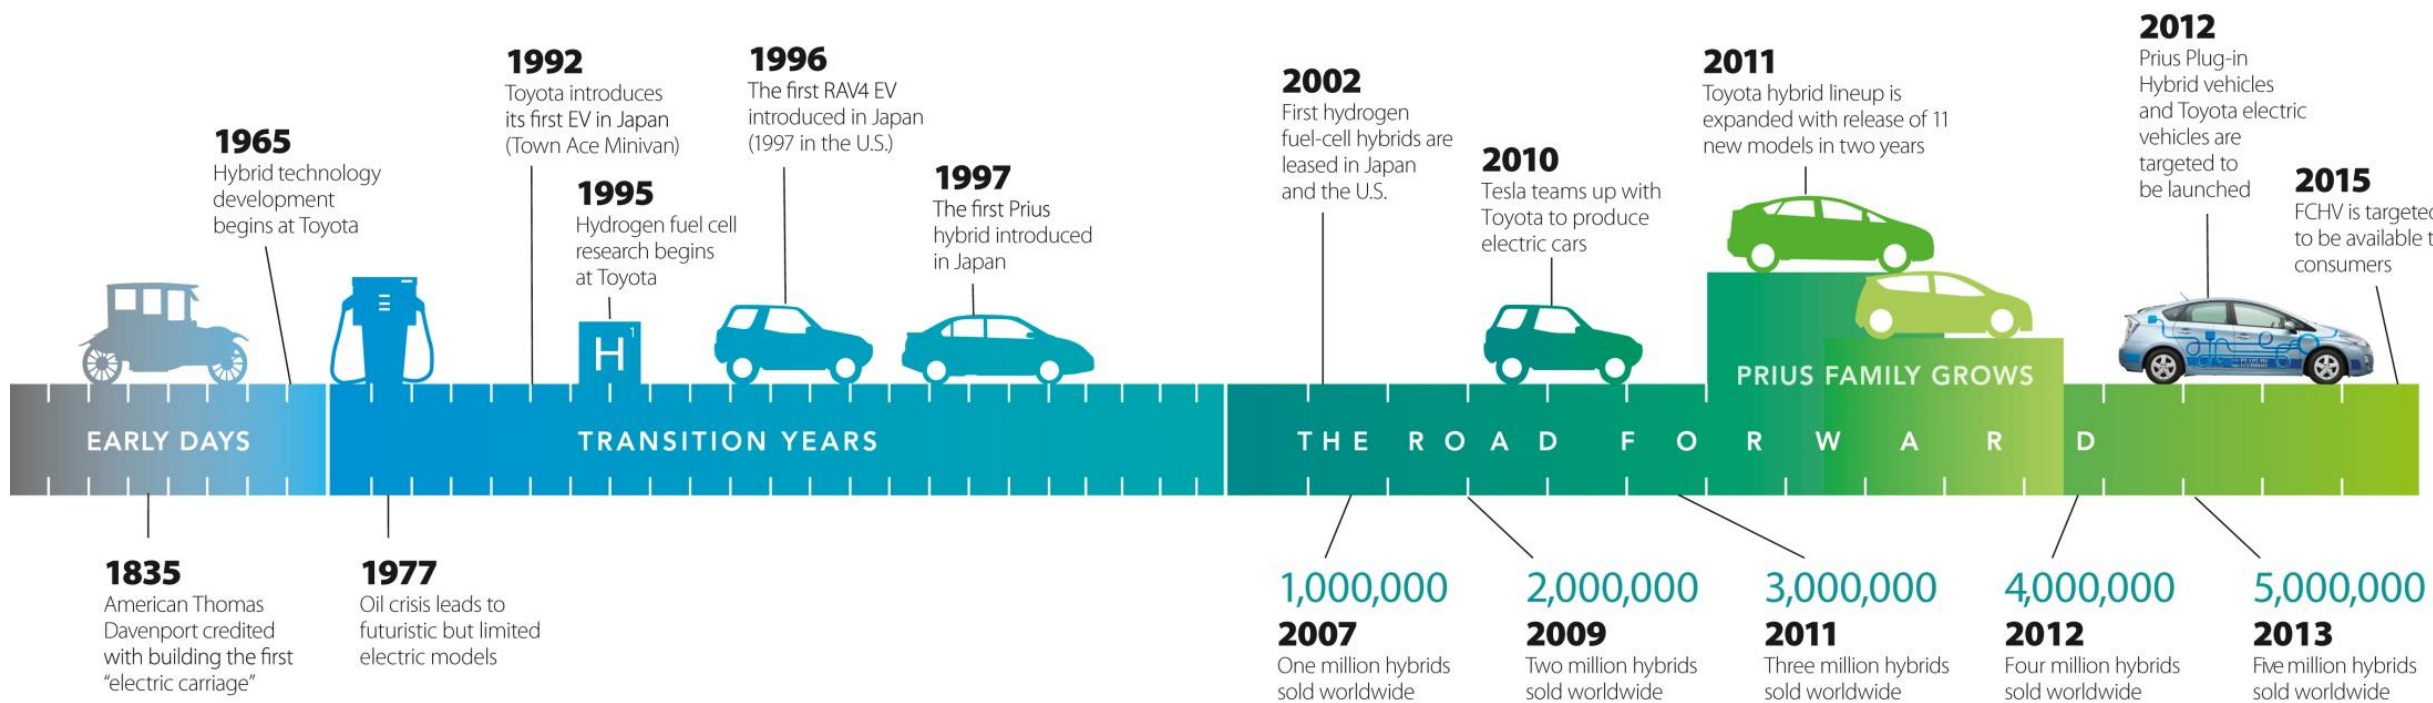 1965
Hybrid technology
development
begins at Toyota
1992
Toyota introduces
its first EV in Japan
(Town Ace Minivan)
1995
Hydrogen fuel cell
research begins
at Toyota
H 1
1996
The first RAV4 EV
introduced in Japan
(1997 in the U.S.)
1997
The first Prius
hybrid introduced
in Japan
2002
First hydrogen
fuel-cell hybrids are
leased in Japan
and the U.S.
2010
Tesla teams up with
Toyota to produce
electric cars
2011
Toyota hybrid lineup is
expanded with release of 11
new models in two years
PRIUS FAMILY GROWS
2012
Prius Plug-in
Hybrid vehicles
and Toyota electric
vehicles are
targeted to
be launched
2015
FCHV is targeted
to be available t
consumers
EARLY DAYS
TRANSITION YEARS
THE ROAD FORWARD
1835
American Thomas
Davenport credited
with building the first
“electric carriage”
1977
Oil crisis leads to
futuristic but limited
electric models
1,000,000
2007
One million hybrids
sold worldwide
2,000,000
2009
Two million hybrids
sold worldwide
3,000,000
2011
Three million hybrids
sold worldwide
4,000,000
2012
Four million hybrids
sold worldwide
5,000,000
2013
Five million hybrids
sold worldwide